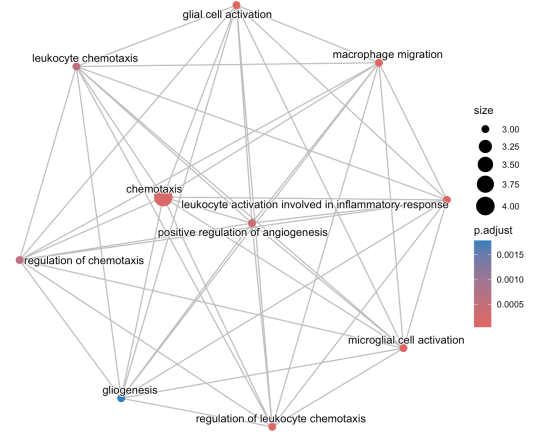 glial cell activation
leukocyte chemotaxis
macrophage migration
chemotaxis
leukocyte activation involved in inflammatory response
positive regulation of angiogenesis
regulation of chemotaxis
microglial cell activation
gliogenesis
regulation of leukocyte chemotaxis
size
3.00
3.25
3.50
3.75
4.00
p.adjust
0.0015
0.0010
0.0005